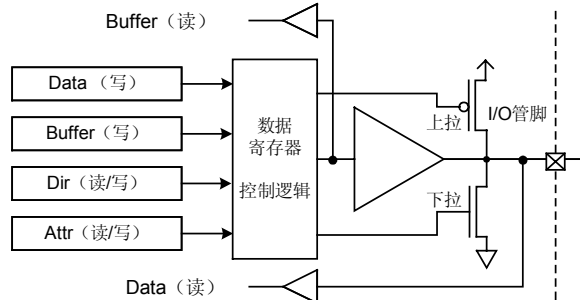 Buffer（读）
Data （写）
Buffer（写）
Dir（读/写）
Attr（读/写）
数据
寄存器
控制逻辑
上拉
I/O管脚
下拉
Data（读）